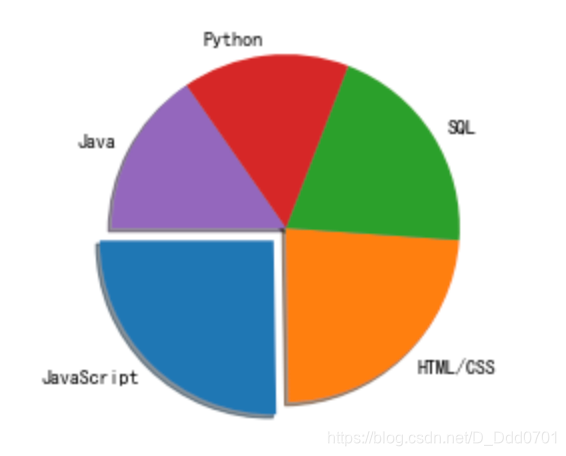 Python
SQL
Java
HTML/CSS
JavaScript
https://blog.csdn.net/D_Ddd0701